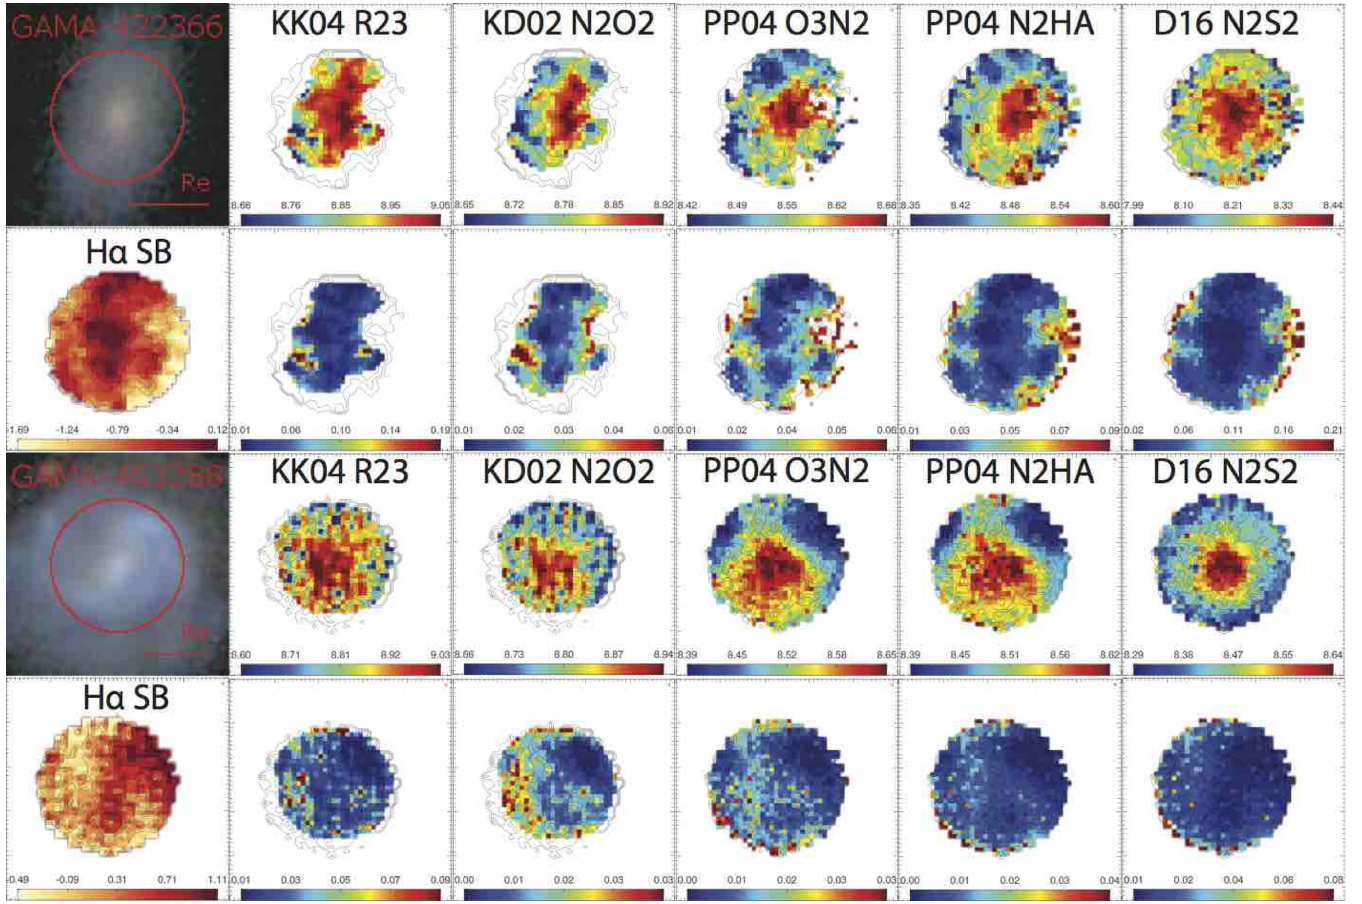 GAMA-422366 KK04 R23 KD02 N2O2 PP04 O3N2 PP04 N2HA D16 N2S2
Re
8.66 8.76 8.85 8.95 9.05 8.65 8.72 8.78 8.85 8.92 8.42 8.49 8.55 8.62 8.68 8.35 8.42 8.48 8.54 8.60 7.99 8.10 8.21 8.33 8.44
Hα SB
-1.69 -1.24 -0.79 -0.34 0.12 0.01 0.06 0.10 0.14 0.19 0.01 0.02 0.03 0.04 0.06 0.01 0.02 0.04 0.05 0.06 0.01 0.03 0.05 0.07 0.09 0.02 0.06 0.11 0.16 0.21
GAMA-463288 KK04 R23 KD02 N2O2 PP04 O3N2 PP04 N2HA D16 N2S2
Re
8.60 8.71 8.81 8.92 9.03 8.66 8.73 8.80 8.87 8.94 8.39 8.45 8.52 8.58 8.65 8.39 8.45 8.51 8.56 8.62 8.29 8.38 8.47 8.55 8.64
Hα SB
-0.49 -0.09 0.31 0.71 1.11 0.01 0.03 0.05 0.07 0.09 0.00 0.01 0.02 0.03 0.03 0.00 0.01 0.01 0.02 0.03 0.00 0.01 0.02 0.03 0.04 0.01 0.02 0.04 0.06 0.08